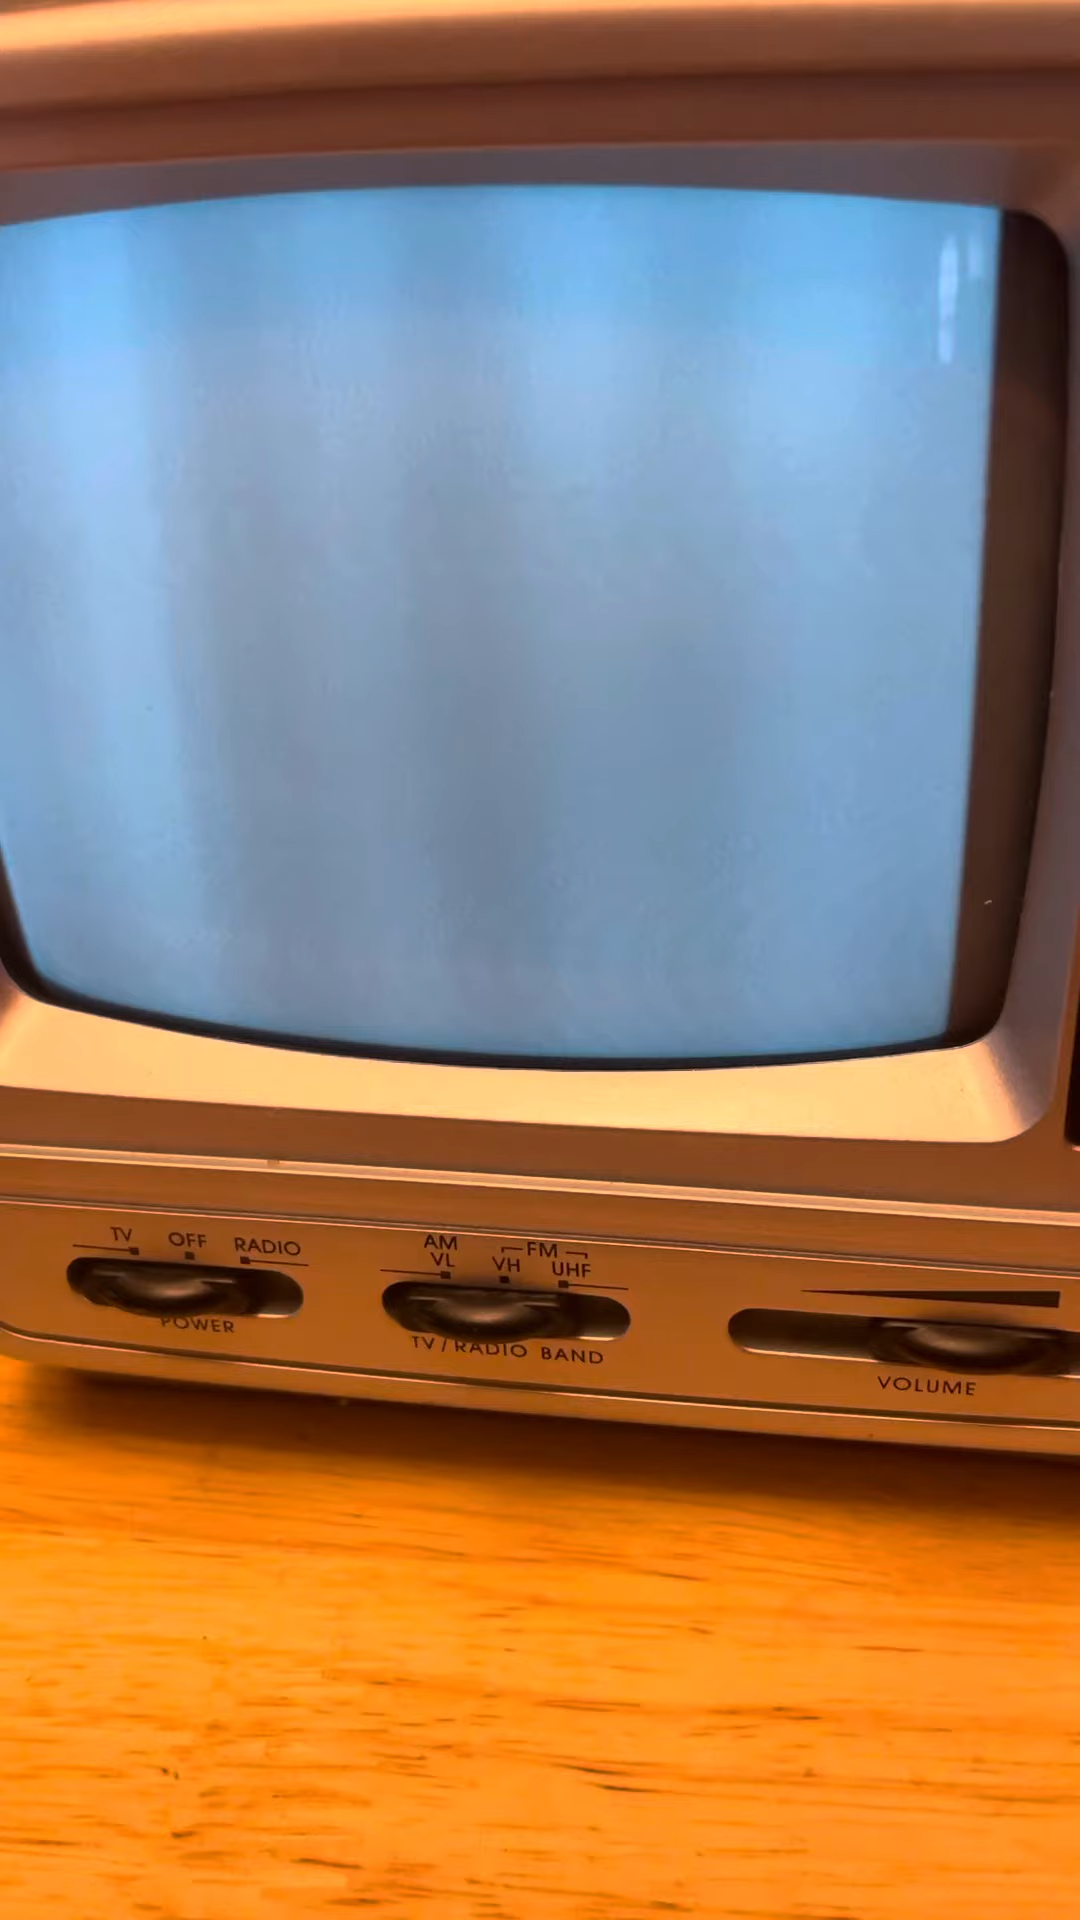 TV OFF RADIO
POWER
AM FM
VL VH UHF
TV / RADIO BAND
VOLUME